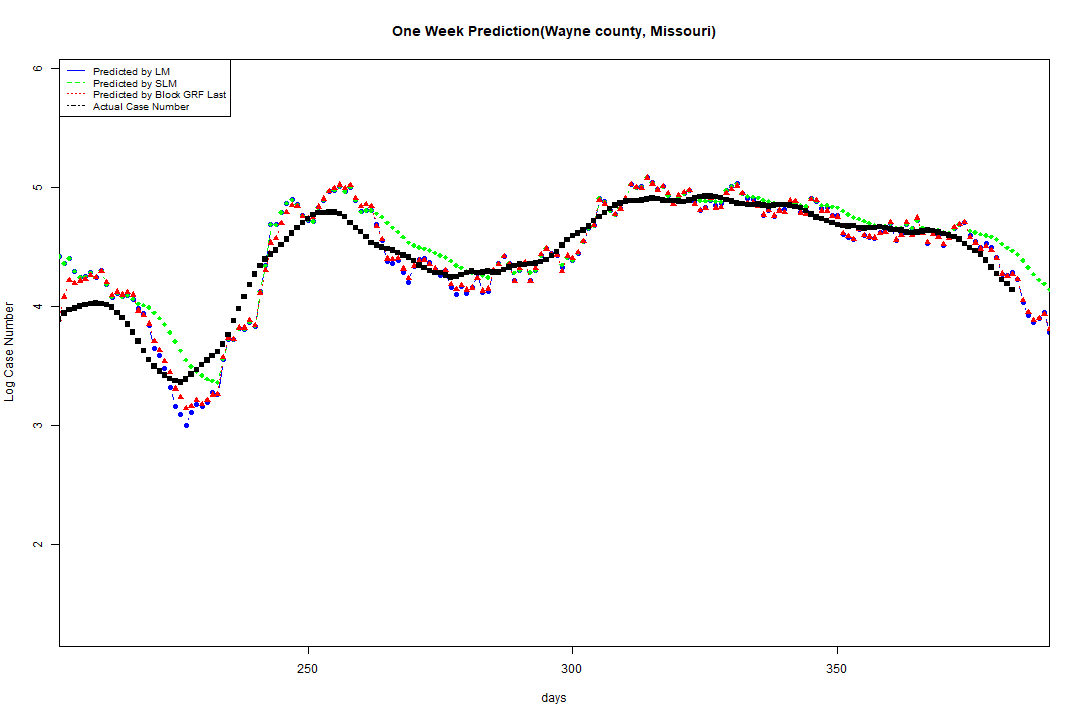 One Week Prediction(Wayne county, Missouri)
Predicted by LM
Predicted by SLM
Predicted by Block GRF Last
Actual Case Number
6
5
4
3
2
Log Case Number
250
300
350
days